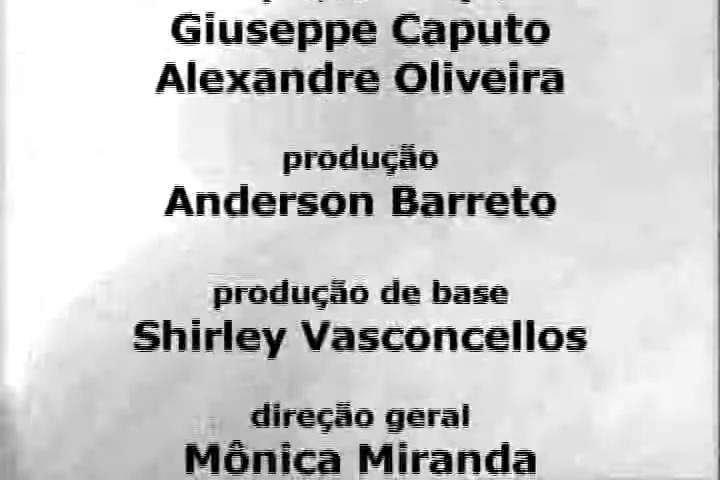 Giuseppe Caputo
Alexandre Oliveira
produção
Anderson Barreto
produção de base
Shirley Vasconcellos
direção geral
Mônica Miranda